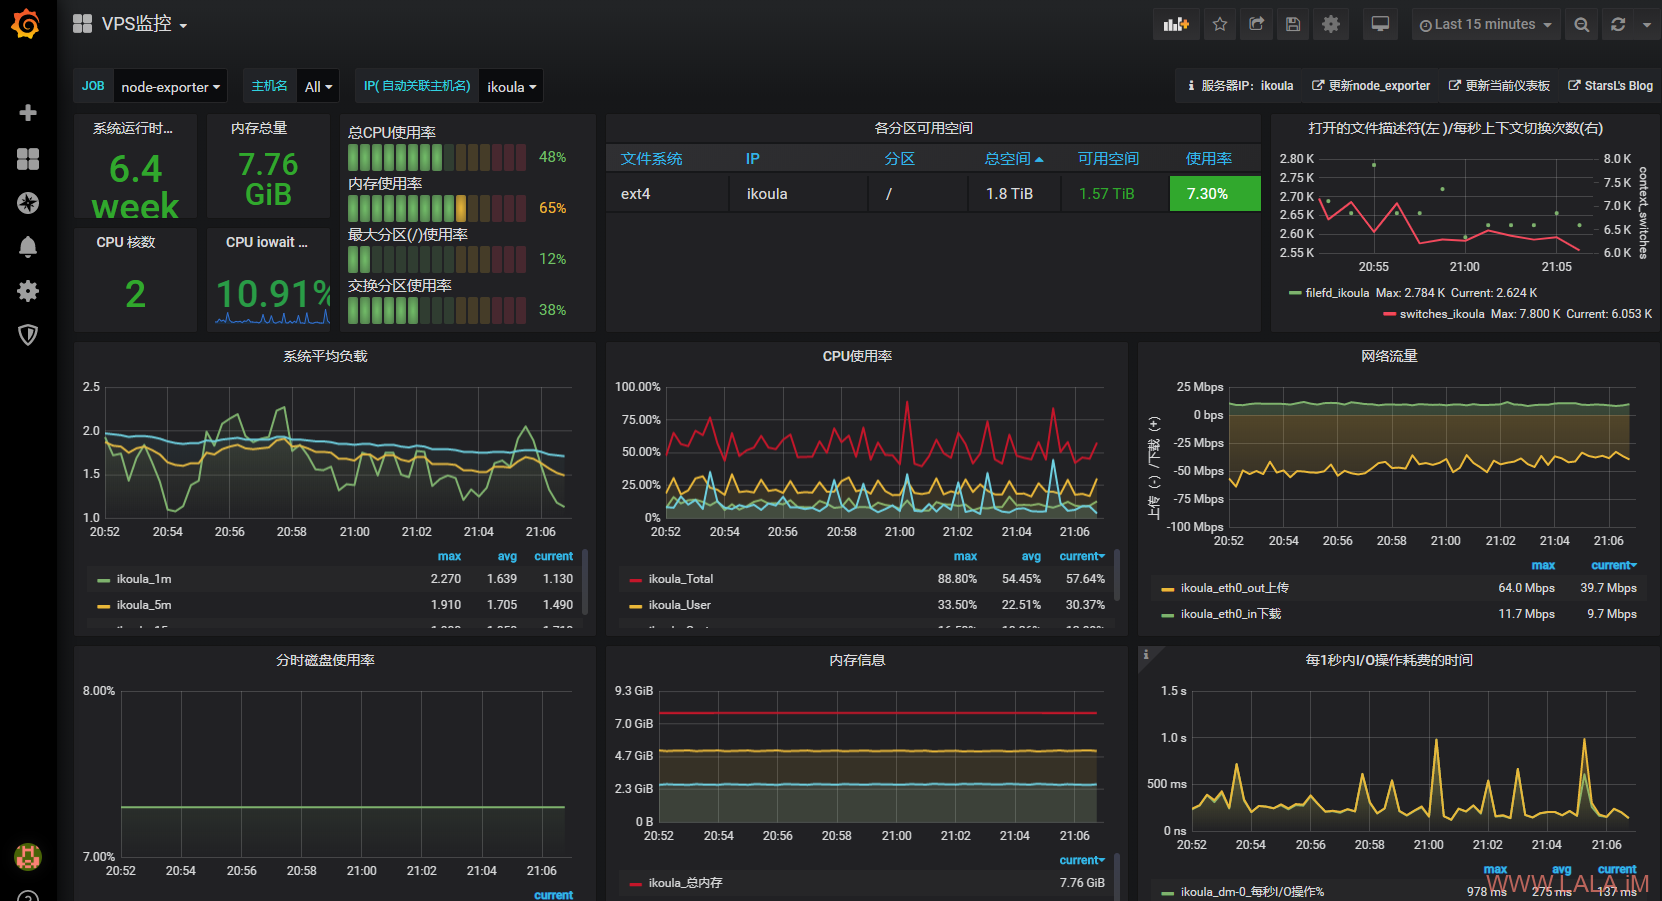 VPS监控
Last 15 minutes
JOB node-exporter 主机名 All IP( 自动关联主机名) ikoula
服务器IP：ikoula 更新node_exporter 更新当前仪表板 StarsL's Blog
系统运行时...
6.4
week
内存总量
7.76
GiB
CPU 核数
2
CPU iowait ...
10.91%
总CPU使用率
48%
内存使用率
65%
最大分区(/)使用率
12%
交换分区使用率
38%
各分区可用空间
文件系统 IP 分区 总空间 可用空间 使用率
ext4 ikoula / 1.8 TiB 1.57 TiB 7.30%
打开的文件描述符(左 )/每秒上下文切换次数(右)
2.80 K
2.75 K
2.70 K
2.65 K
2.60 K
2.55 K
8.0 K
7.5 K
7.0 K
6.5 K
6.0 K
context_switches
20:55 21:00 21:05
filefd_ikoula Max: 2.784 K Current: 2.624 K
switches_ikoula Max: 7.800 K Current: 6.053 K
系统平均负载
2.5
2.0
1.5
1.0
20:52 20:54 20:56 20:58 21:00 21:02 21:04 21:06
max avg current
ikoula_1m 2.270 1.639 1.130
ikoula_5m 1.910 1.705 1.490
CPU使用率
100.00%
75.00%
50.00%
25.00%
0%
20:52 20:54 20:56 20:58 21:00 21:02 21:04 21:06
max avg current
ikoula_Total 88.80% 54.45% 57.64%
ikoula_User 33.50% 22.51% 30.37%
网络流量
上传（-）/下载（+）
25 Mbps
0 bps
-25 Mbps
-50 Mbps
-75 Mbps
-100 Mbps
20:52 20:54 20:56 20:58 21:00 21:02 21:04 21:06
max current
ikoula_eth0_out上传 64.0 Mbps 39.7 Mbps
ikoula_eth0_in下载 11.7 Mbps 9.7 Mbps
分时磁盘使用率
8.00%
7.00%
20:52 20:54 20:56 20:58 21:00 21:02 21:04 21:06
current
内存信息
9.3 GiB
7.0 GiB
4.7 GiB
2.3 GiB
0 B
20:52 20:54 20:56 20:58 21:00 21:02 21:04 21:06
current
ikoula_总内存 7.76 GiB
每1秒内I/O操作耗费的时间
1.5 s
1.0 s
500 ms
0 ns
20:52 20:54 20:56 20:58 21:00 21:02 21:04 21:06
max avg current
ikoula_dm-0_每秒I/O操作% 978 ms 275 ms 137 ms
WWW.LALA.IM